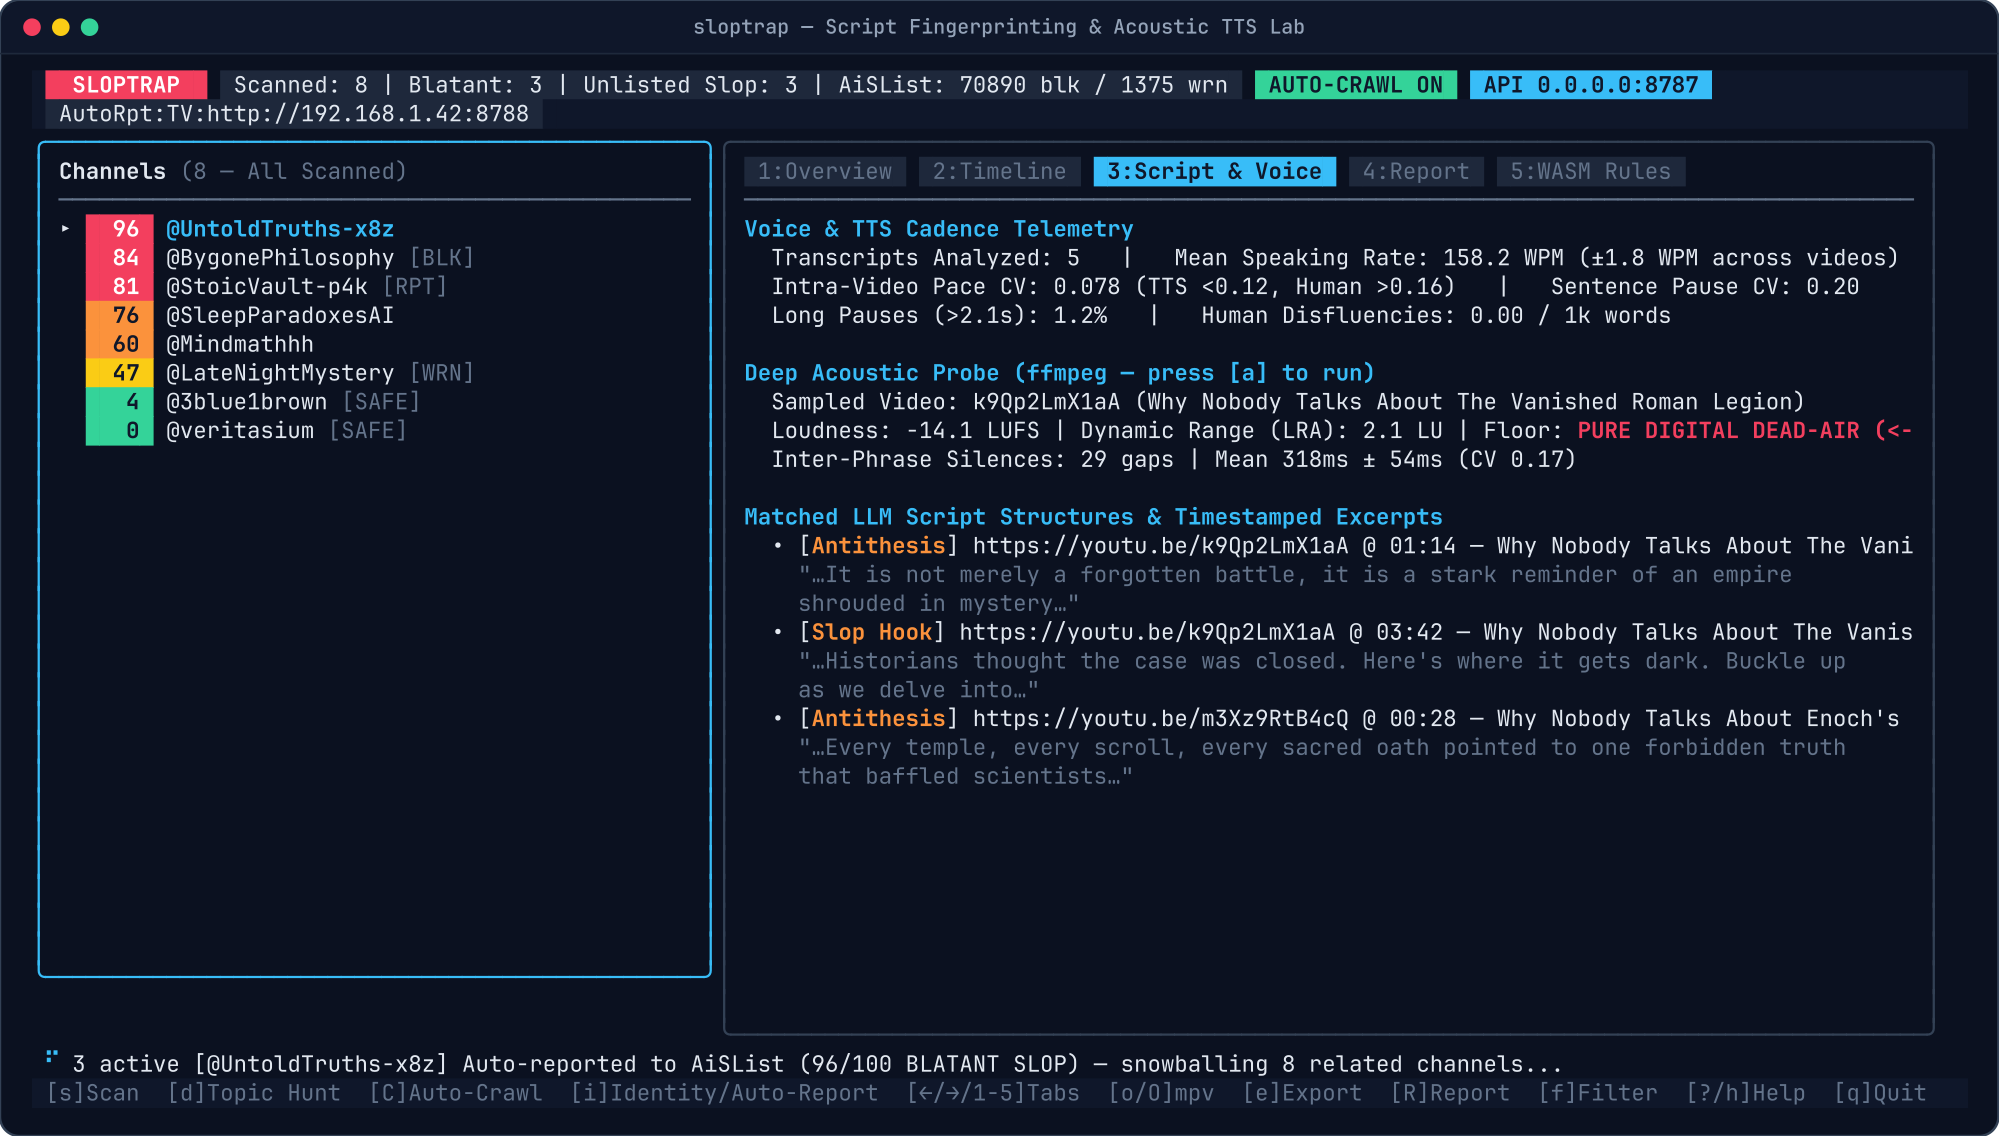 sloptrap — Script Fingerprinting & Acoustic TTS Lab
SLOPTRAP Scanned: 8 | Blatant: 3 | Unlisted Slop: 3 | AiSList: 70890 blk / 1375 wrn AUTO-CRAWL ON API 0.0.0.0:8787
AutoRpt:TV:http://192.168.1.42:8788
Channels (8 — All Scanned)
▸ 96 @UntoldTruths-x8z
84 @BygonePhilosophy [BLK]
81 @StoicVault-p4k [RPT]
76 @SleepParadoxesAI
60 @Mindmathhh
47 @LateNightMystery [WRN]
4 @3blue1brown [SAFE]
0 @veritasium [SAFE]
1:Overview 2:Timeline 3:Script & Voice 4:Report 5:WASM Rules
Voice & TTS Cadence Telemetry
Transcripts Analyzed: 5 | Mean Speaking Rate: 158.2 WPM (±1.8 WPM across videos)
Intra-Video Pace CV: 0.078 (TTS <0.12, Human >0.16) | Sentence Pause CV: 0.20
Long Pauses (>2.1s): 1.2% | Human Disfluencies: 0.00 / 1k words
Deep Acoustic Probe (ffmpeg — press [a] to run)
Sampled Video: k9Qp2LmX1aA (Why Nobody Talks About The Vanished Roman Legion)
Loudness: -14.1 LUFS | Dynamic Range (LRA): 2.1 LU | Floor: PURE DIGITAL DEAD-AIR (<-
Inter-Phrase Silences: 29 gaps | Mean 318ms ± 54ms (CV 0.17)
Matched LLM Script Structures & Timestamped Excerpts
• [Antithesis] https://youtu.be/k9Qp2LmX1aA @ 01:14 — Why Nobody Talks About The Vani
"…It is not merely a forgotten battle, it is a stark reminder of an empire
shrouded in mystery…"
• [Slop Hook] https://youtu.be/k9Qp2LmX1aA @ 03:42 — Why Nobody Talks About The Vanis
"…Historians thought the case was closed. Here's where it gets dark. Buckle up
as we delve into…"
• [Antithesis] https://youtu.be/m3Xz9RtB4cQ @ 00:28 — Why Nobody Talks About Enoch's
"…Every temple, every scroll, every sacred oath pointed to one forbidden truth
that baffled scientists…"
3 active [@UntoldTruths-x8z] Auto-reported to AiSList (96/100 BLATANT SLOP) — snowballing 8 related channels...
[s]Scan [d]Topic Hunt [C]Auto-Crawl [i]Identity/Auto-Report [←/→/1-5]Tabs [o/O]mpv [e]Export [R]Report [f]Filter [?/h]Help [q]Quit